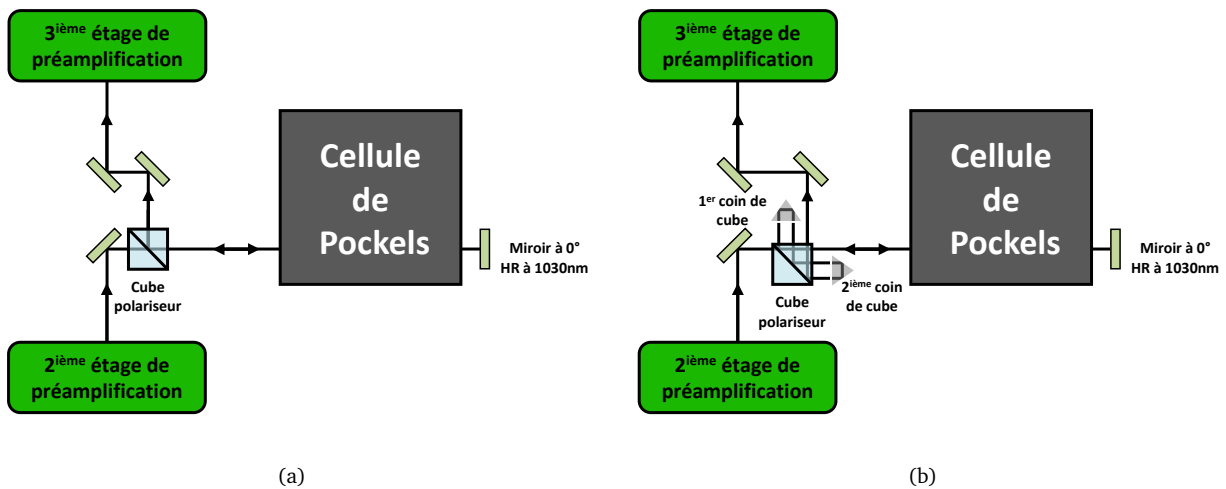 3ième étage de
préamplification
Cellule
de
Pockels
Miroir à 0°
HR à 1030nm
Cube
polariseur
2ième étage de
préamplification
(a)
3ième étage de
préamplification
1er coin de
cube
Cellule
de
Pockels
Miroir à 0°
HR à 1030nm
2ième coin
de cube
Cube
polariseur
2ième étage de
préamplification
(b)